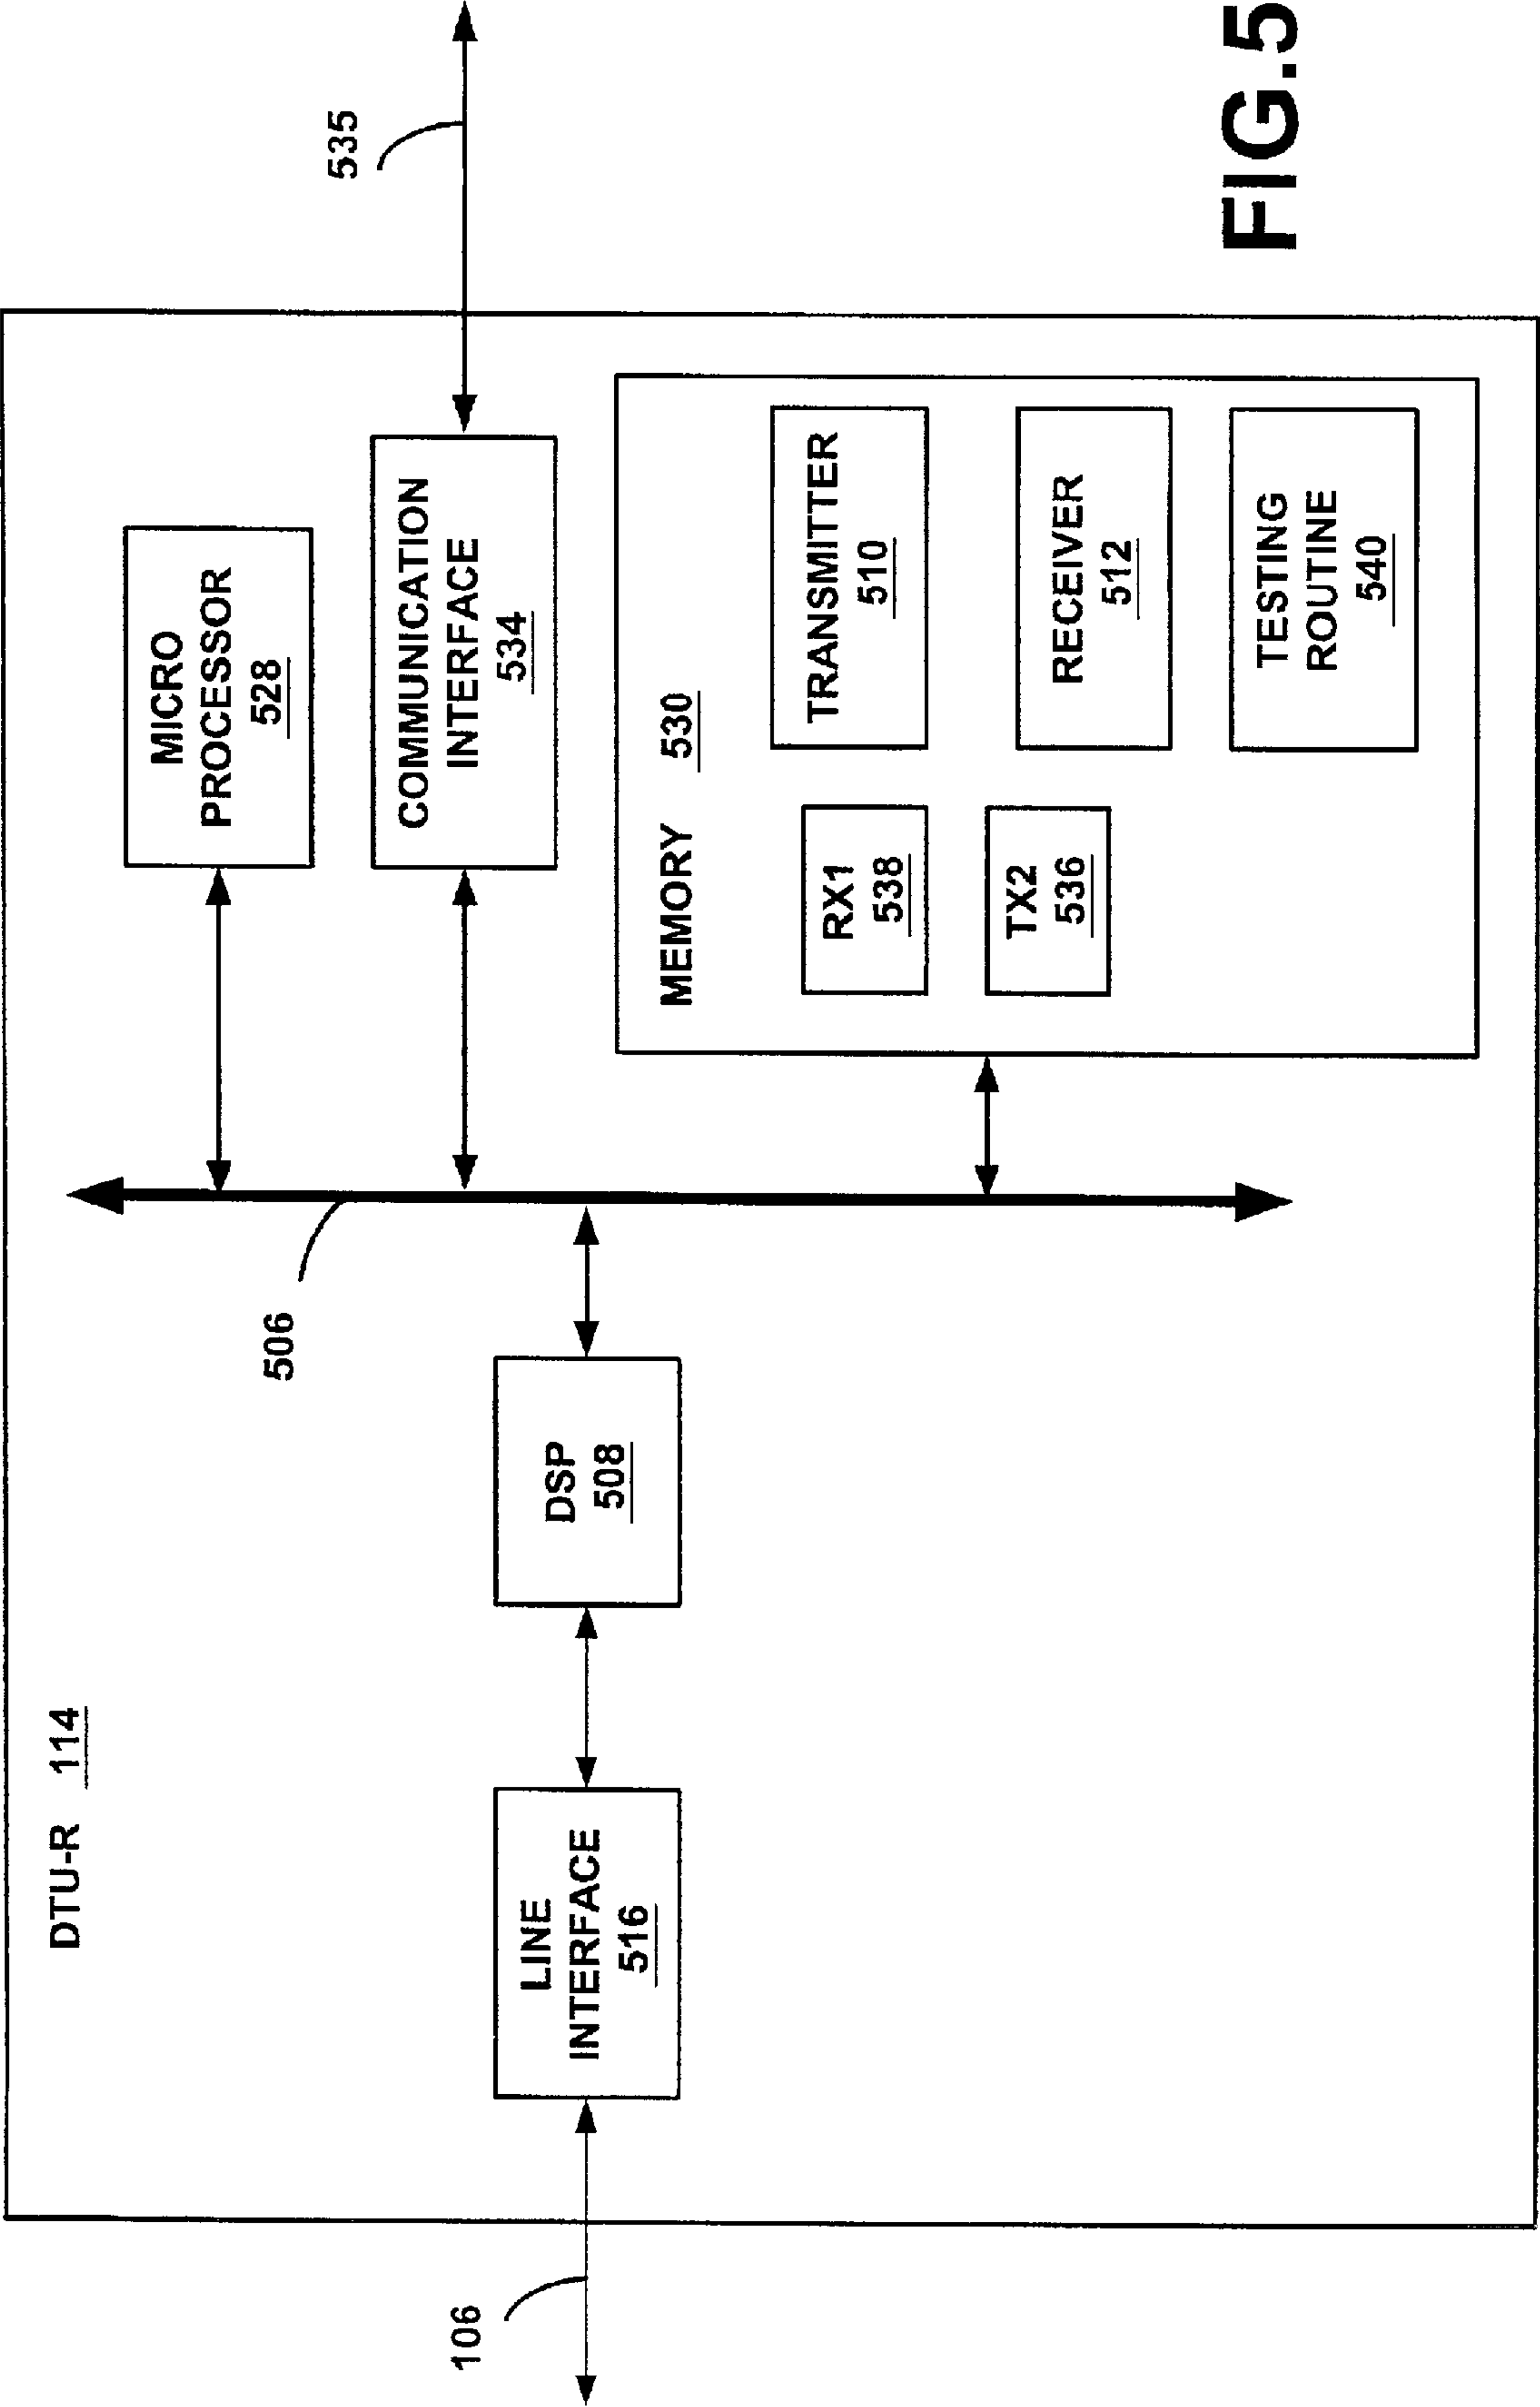 DTU-R 114
MICRO
PROCESSOR
528
506
535
COMMUNICATION
INTERFACE
534
106
LINE
INTERFACE
516
DSP
508
MEMORY 530
RX1
538
TRANSMITTER
510
TX2
536
RECEIVER
512
TESTING
ROUTINE
540
FIG.5